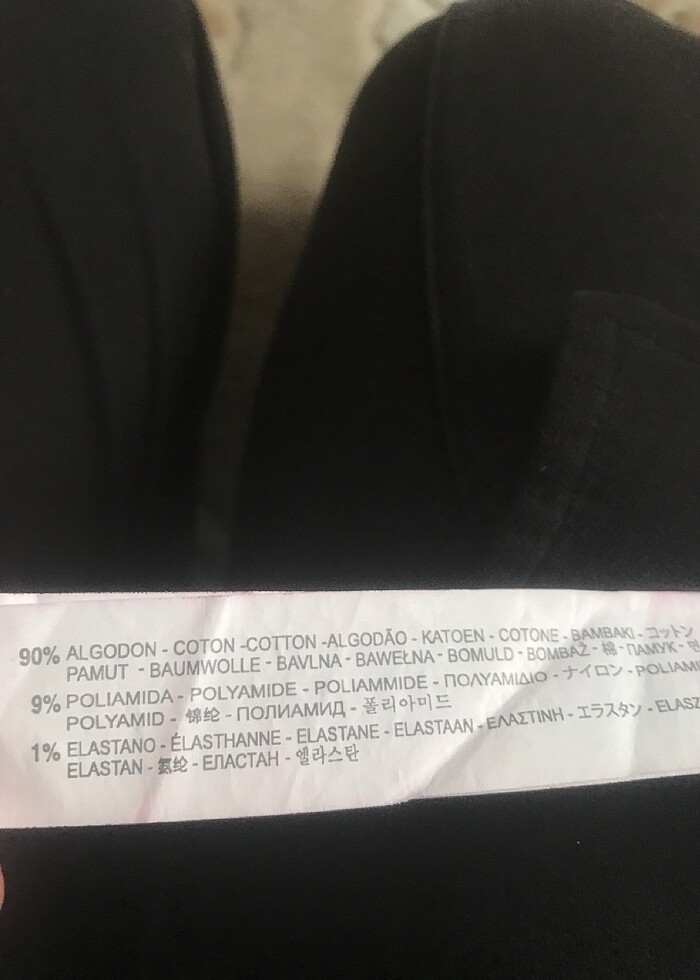 90% ALGODON - COTON -COTTON -ALGODÃO - KATOEN - COTONE - BAMBAKI - コットン
PAMUT - BAUMWOLLE - BAVLNA - BAWEŁNA - BOMULD - BOMBAŽ - 棉 - ПАМУК -
9% POLIAMIDA - POLYAMIDE - POLIAMMIDE - ΠΟΛΥΑΜΙΔΙΟ - ナイロン - POLIAMI
POLYAMID - 锦纶 - ПОЛИАМИД - 폴리아미드
1% ELASTANO - ÉLASTHANNE - ELASTANE - ELASTAAN - ΕΛΑΣΤΙΝΗ - エラスタン - ELASZ
ELASTAN - 氨纶 - ЕЛАСТАН - 엘라스탄